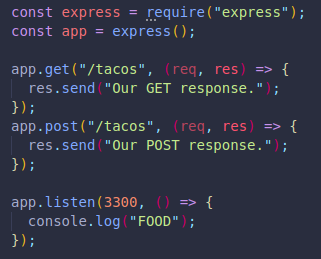 const express = require("express");
const app = express();

app.get("/tacos", (req, res) => {
  res.send("Our GET response.");
});
app.post("/tacos", (req, res) => {
  res.send("Our POST response.");
});

app.listen(3300, () => {
  console.log("FOOD");
});